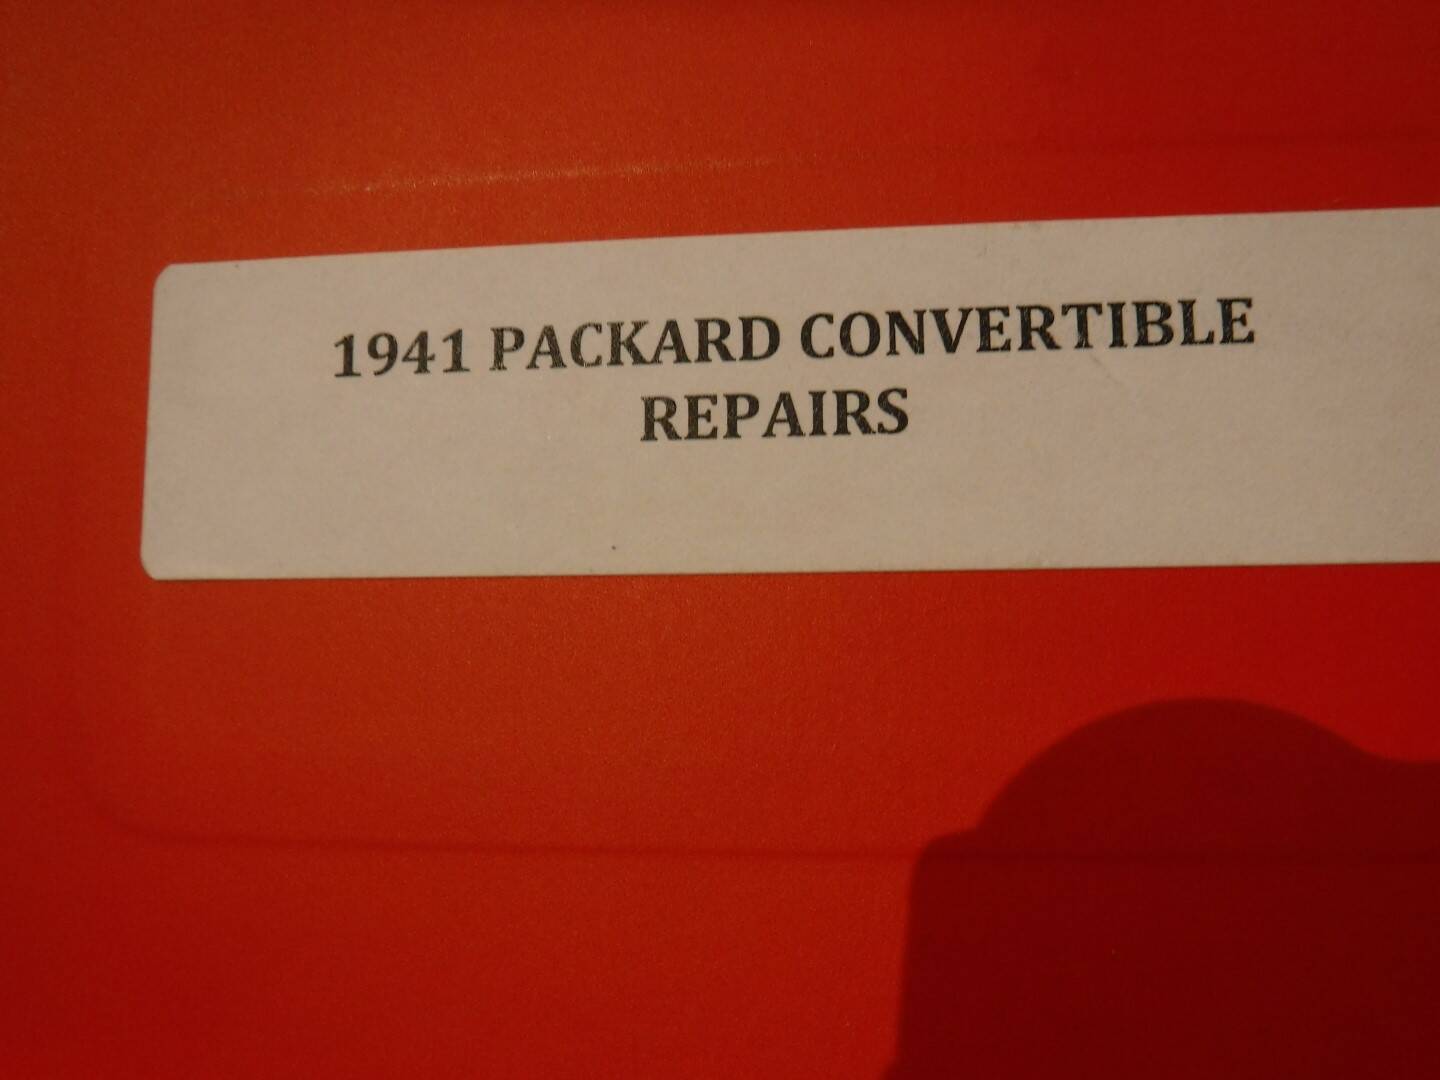 1941 PACKARD CONVERTIBLE
REPAIRS